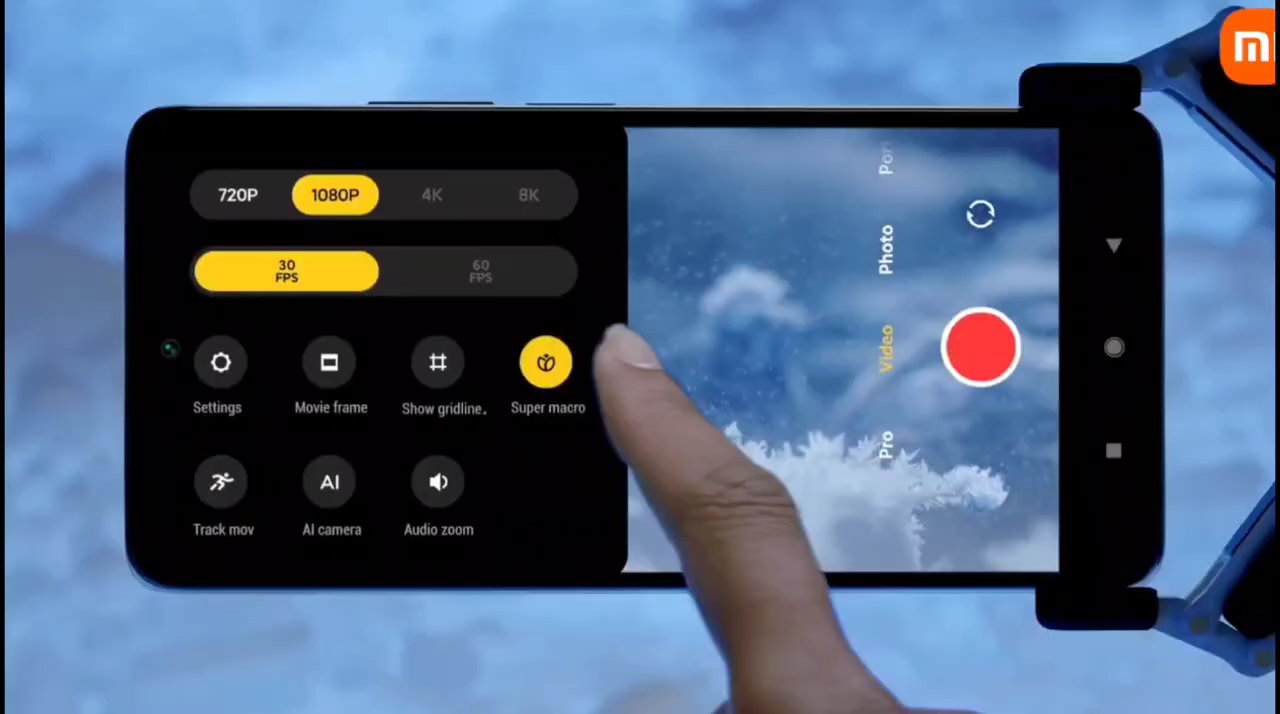 720P 1080P 4K 8K
30 FPS 60 FPS
Settings Movie frame Show gridline. Super macro
AI
Track mov AI camera Audio zoom
Por
Photo
Video
Pro